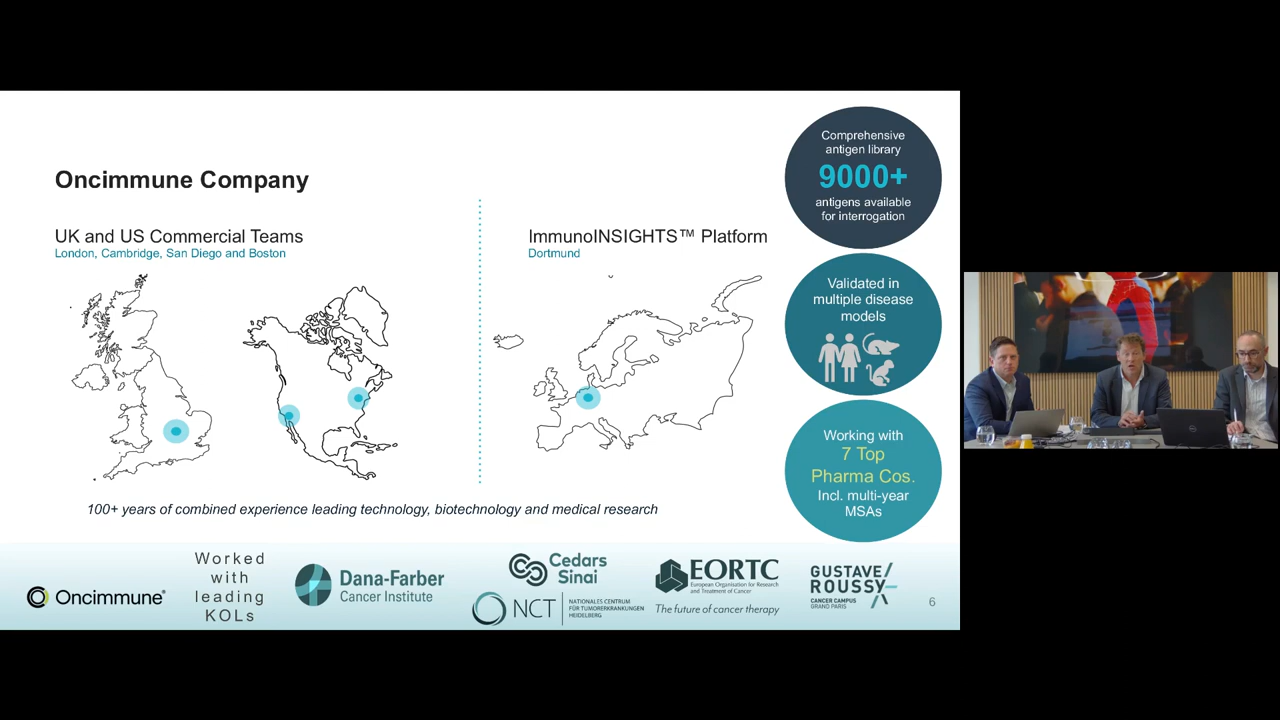 Oncimmune Company
UK and US Commercial Teams
London, Cambridge, San Diego and Boston
ImmunoINSIGHTS™ Platform
Dortmund
Comprehensive
antigen library
9000+
antigens available
for interrogation
Validated in
multiple disease
models
Working with
7 Top
Pharma Cos.
Incl. multi-year
MSAs
100+ years of combined experience leading technology, biotechnology and medical research
Oncimmune®
Worked
with
leading
KOLs
Dana-Farber
Cancer Institute
Cedars
Sinai
NCT
NATIONALES CENTRUM
FÜR TUMORERKRANKUNGEN
HEIDELBERG
EORTC
European Organisation for Research
and Treatment of Cancer
The future of cancer therapy
GUSTAVE
ROUSSY
CANCER CAMPUS
GRAND PARIS
6